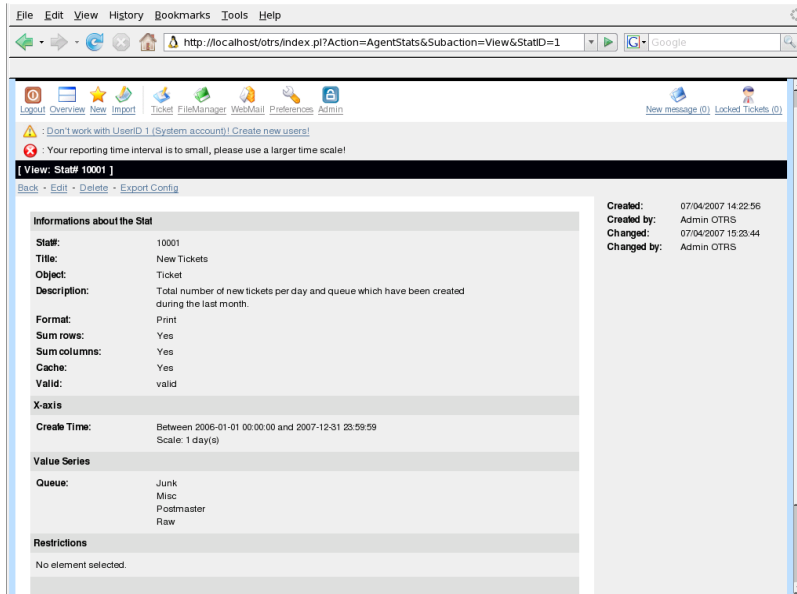 File Edit View History Bookmarks Tools Help
http://localhost/otrs/index.pl?Action=AgentStats&Subaction=View&StatID=1
G Google
Logout Overview New Import Ticket FileManager WebMail Preferences Admin
New message (0) Locked Tickets (0)
: Don't work with UserID 1 (System account)! Create new users!
: Your reporting time interval is to small, please use a larger time scale!
[ View: Stat# 10001 ]
Back - Edit - Delete - Export Config
Informations about the Stat
Stat#: 10001
Title: New Tickets
Object: Ticket
Description: Total number of new tickets per day and queue which have been created
during the last month.
Format: Print
Sum rows: Yes
Sum columns: Yes
Cache: Yes
Valid: valid
X-axis
Create Time: Between 2006-01-01 00:00:00 and 2007-12-31 23:59:59
Scale: 1 day(s)
Value Series
Queue: Junk
Misc
Postmaster
Raw
Restrictions
No element selected.
Created: 07/04/2007 14:22:56
Created by: Admin OTRS
Changed: 07/04/2007 15:23:44
Changed by: Admin OTRS